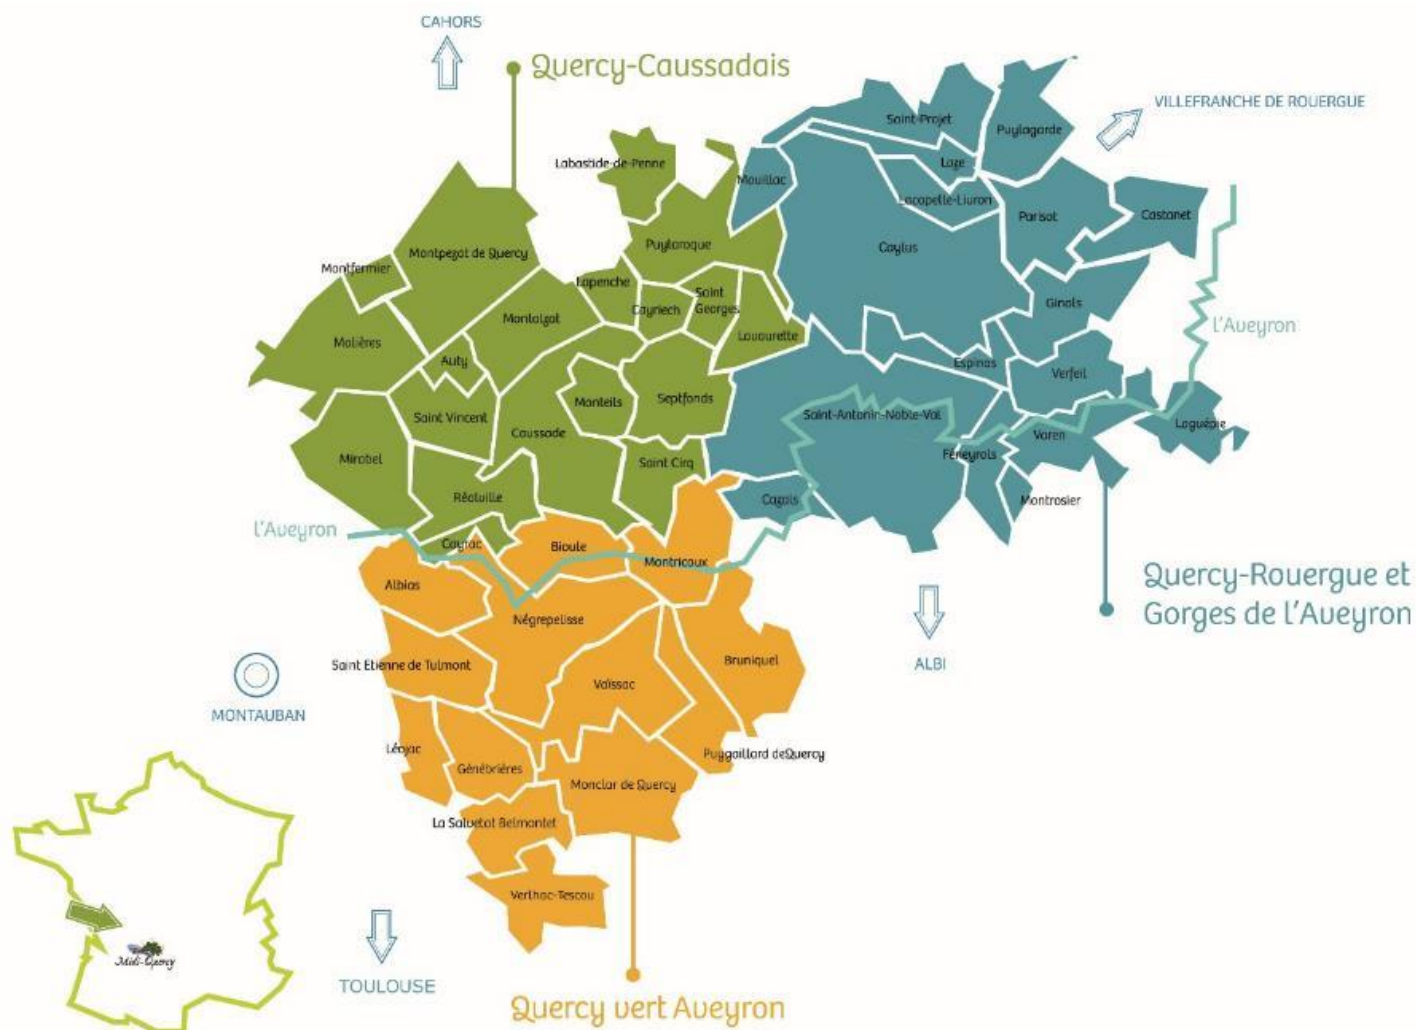 CAHORS
Quercy-Caussadais
VILLEFRANCHE DE ROUERGUE
Saint-Projet
Puylagarde
Labastide-de-Penne
Loze
Mouillac
Lacapelle-Livron
Parisot
Castanet
Puylaroque
Caylus
Montpezat de Quercy
Montfermier
Lapenche
Saint
Georges
Cayriech
Ginals
Montalzat
l'Aveyron
Lavaurette
Molières
Auty
Espinas
Verfeil
Monteils
Septfonds
Saint Vincent
Saint-Antonin-Noble-Val
Laguépie
Caussade
Varen
Mirabel
Saint Cirq
Féneyrols
Réalville
Cazals
Montrosier
l'Aveyron
Cayrac
Bioule
Montricoux
Quercy-Rouergue et
Gorges de l'Aveyron
Albias
Négrepelisse
Saint Etienne de Tulmont
Bruniquel
ALBI
Vaïssac
MONTAUBAN
Léojac
Puygaillard deQuercy
Génébrières
Monclar de Quercy
La Salvetat Belmontet
Verlhac-Tescou
Midi-Quercy
TOULOUSE
Quercy vert Aveyron